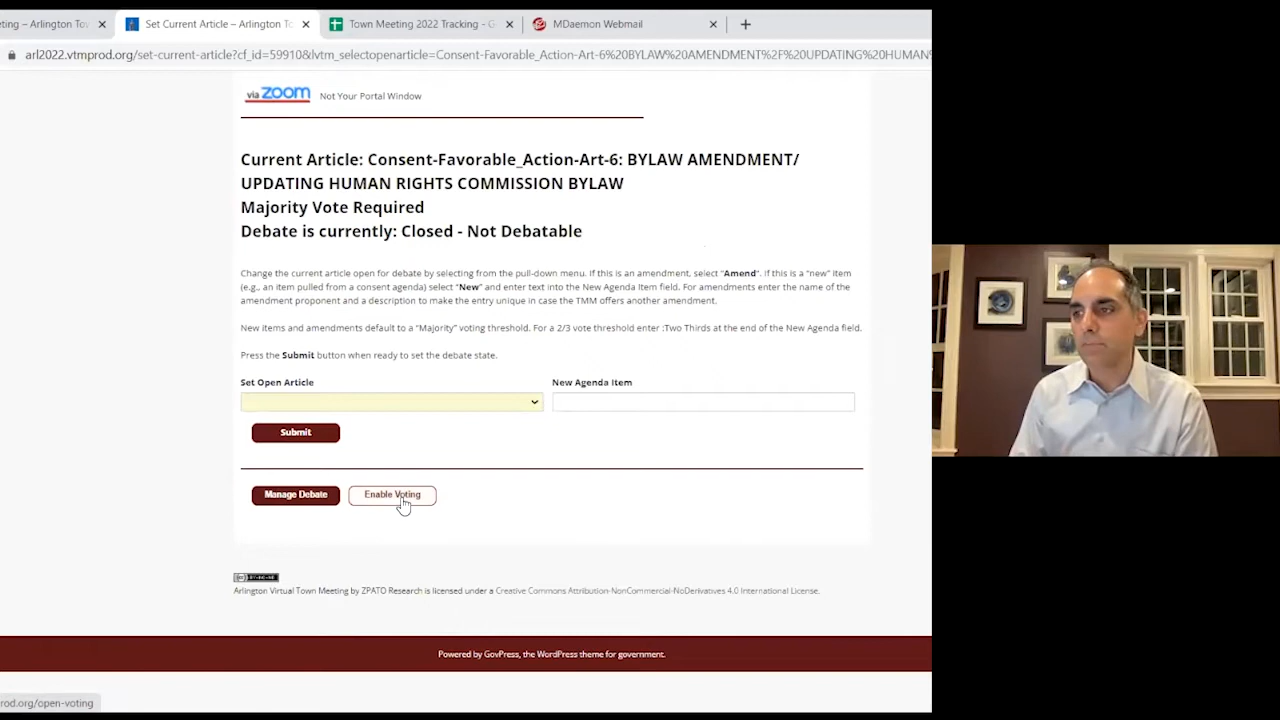 eting – Arlington Tow
Set Current Article – Arlington To
Town Meeting 2022 Tracking - G
MDaemon Webmail
arl2022.vtmprod.org/set-current-article?cf_id=59910&lvtm_selectopenarticle=Consent-Favorable_Action-Art-6%20BYLAW%20AMENDMENT%2F%20UPDATING%20HUMAN%
via zoom Not Your Portal Window
Current Article: Consent-Favorable_Action-Art-6: BYLAW AMENDMENT/
UPDATING HUMAN RIGHTS COMMISSION BYLAW
Majority Vote Required
Debate is currently: Closed - Not Debatable
Change the current article open for debate by selecting from the pull-down menu. If this is an amendment, select "Amend". If this is a "new" item
(e.g., an item pulled from a consent agenda) select "New" and enter text into the New Agenda Item field. For amendments enter the name of the
amendment proponent and a description to make the entry unique in case the TMM offers another amendment.
New items and amendments default to a "Majority" voting threshold. For a 2/3 vote threshold enter :Two Thirds at the end of the New Agenda field.
Press the Submit button when ready to set the debate state.
Set Open Article
New Agenda Item
Submit
Manage Debate
Enable Voting
Arlington Virtual Town Meeting by ZPATO Research is licensed under a Creative Commons Attribution-NonCommercial-NoDerivatives 4.0 International License.
Powered by GovPress, the WordPress theme for government.
rod.org/open-voting